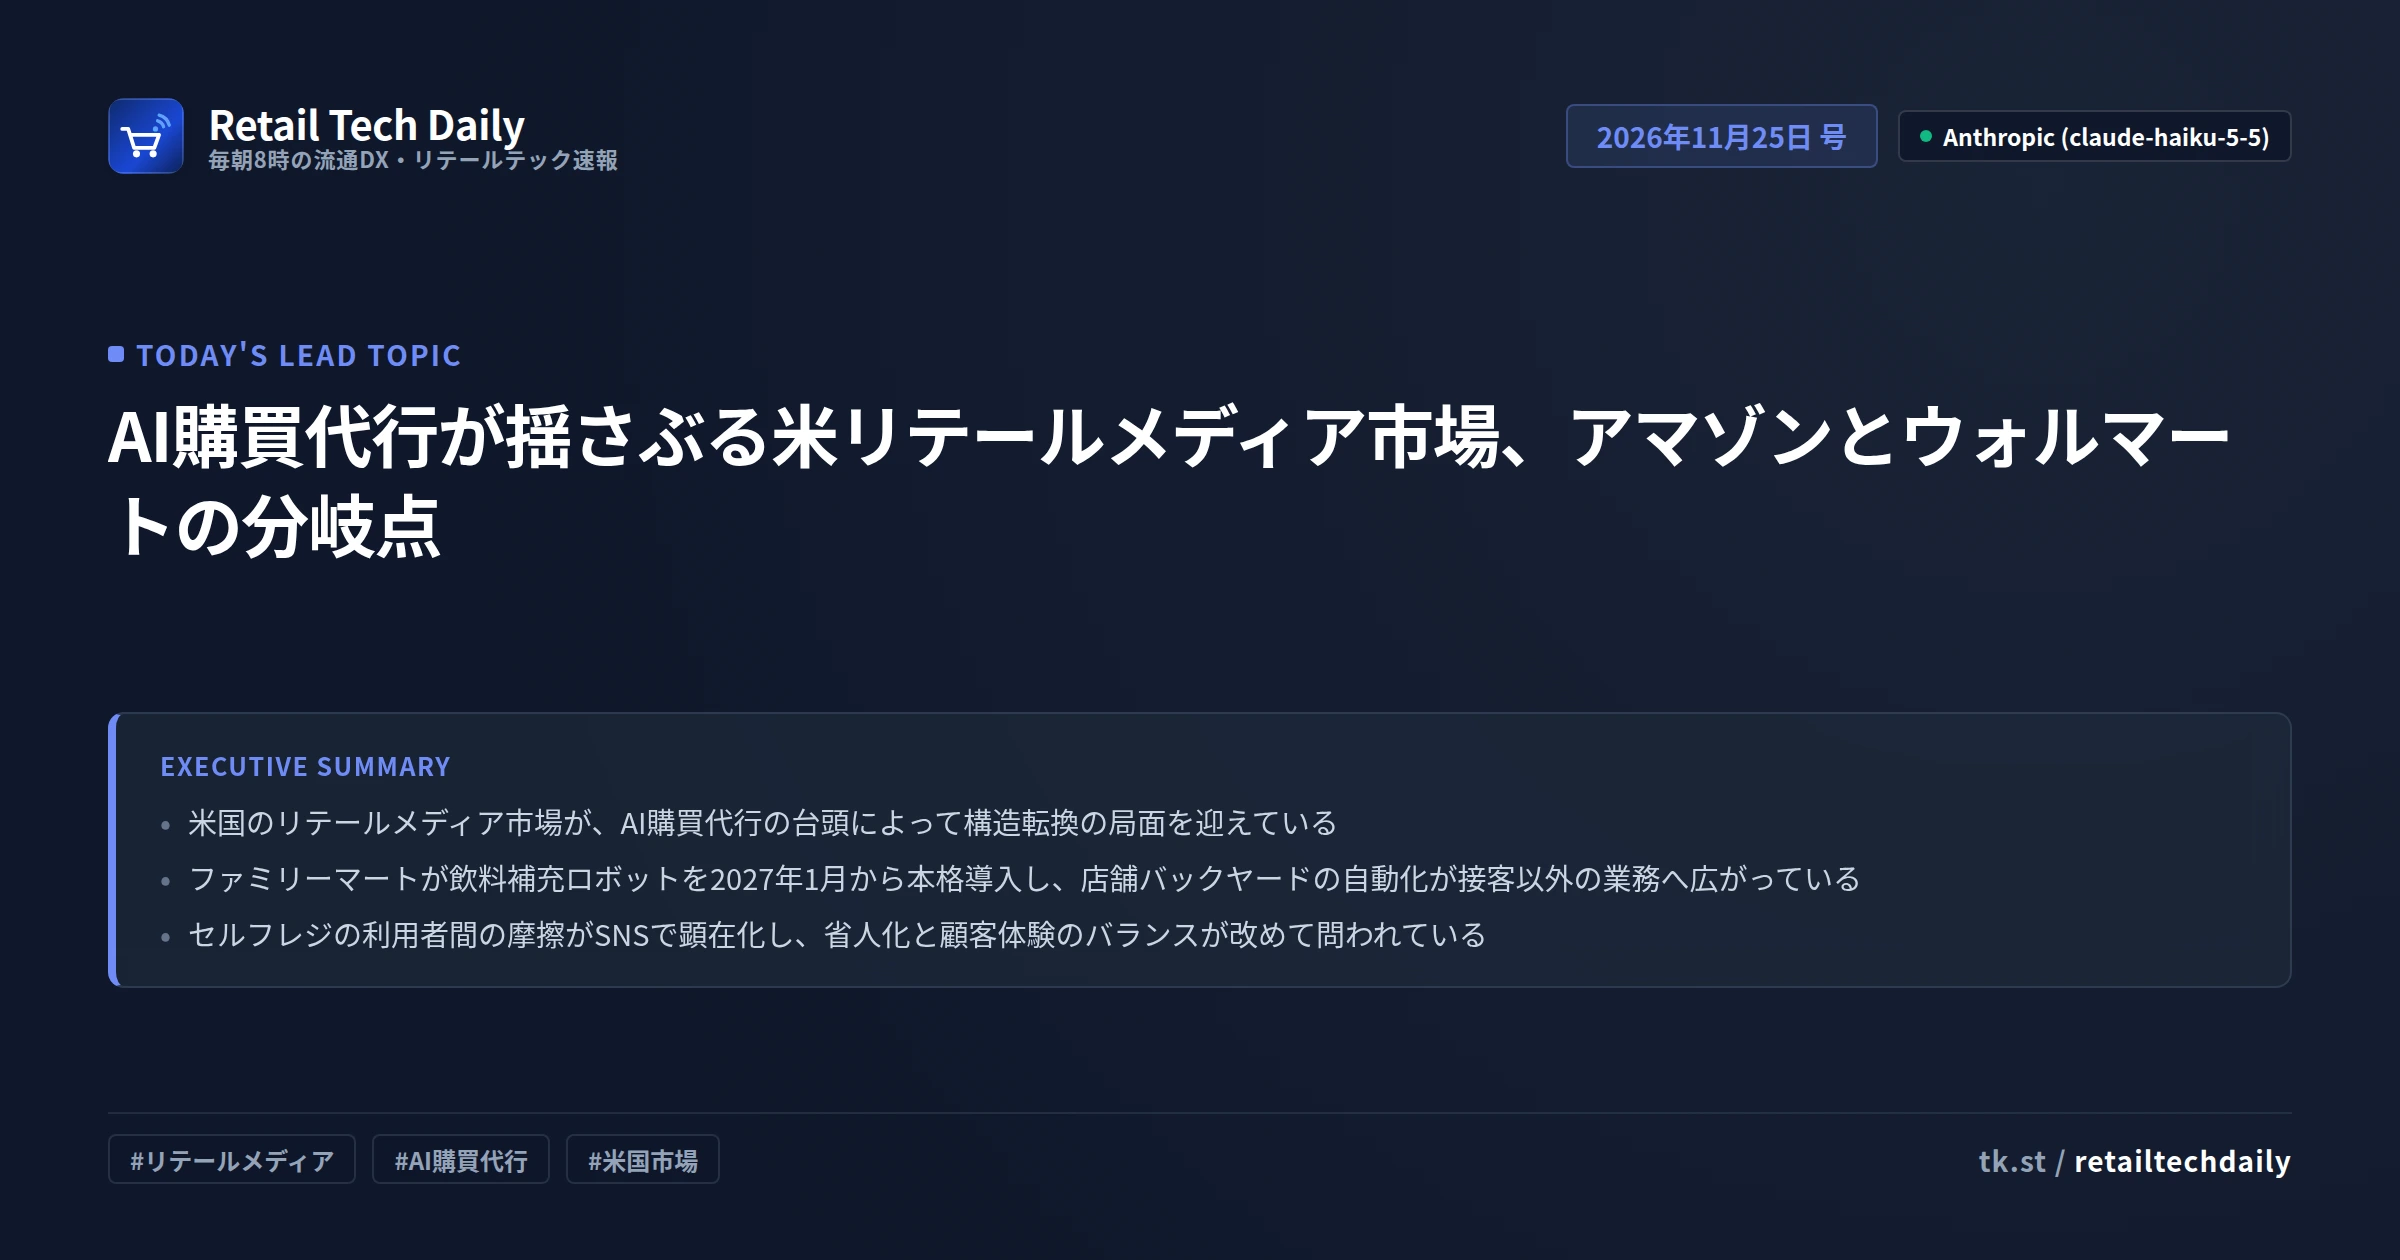 Retail Tech Daily
毎朝8時の流通DX・リテールテック速報
2026年11月25日 号
Anthropic (claude-haiku-5-5)
TODAY'S LEAD TOPIC
AI購買代行が揺さぶる米リテールメディア市場、アマゾンとウォルマー
トの分岐点
EXECUTIVE SUMMARY
• 米国のリテールメディア市場が、AI購買代行の台頭によって構造転換の局面を迎えている
• ファミリーマートが飲料補充ロボットを2027年1月から本格導入し、店舗バックヤードの自動化が接客以外の業務へ広がっている
• セルフレジの利用者間の摩擦がSNSで顕在化し、省人化と顧客体験のバランスが改めて問われている
#リテールメディア
#AI購買代行
#米国市場
tk.st / retailtechdaily